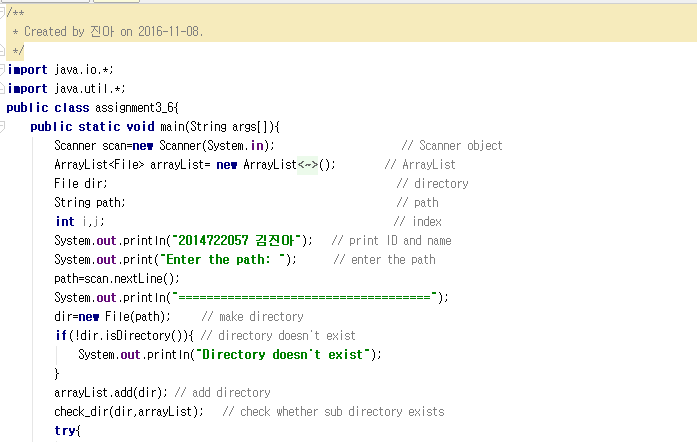 /**
 * Created by 진아 on 2016-11-08.
 */
import java.io.*;
import java.util.*;
public class assignment3_6{
    public static void main(String args[]){
        Scanner scan=new Scanner(System.in);                    // Scanner object
        ArrayList<File> arrayList= new ArrayList<~>();        // ArrayList
        File dir;                                               // directory
        String path;                                            // path
        int i,j;                                                // index
        System.out.println("2014722057 김진아");   // print ID and name
        System.out.print("Enter the path: ");      // enter the path
        path=scan.nextLine();
        System.out.println("====================================");
        dir=new File(path);     // make directory
        if(!dir.isDirectory()){ // directory doesn't exist
            System.out.println("Directory doesn't exist");
        }
        arrayList.add(dir); // add directory
        check_dir(dir,arrayList);   // check whether sub directory exists
        try{